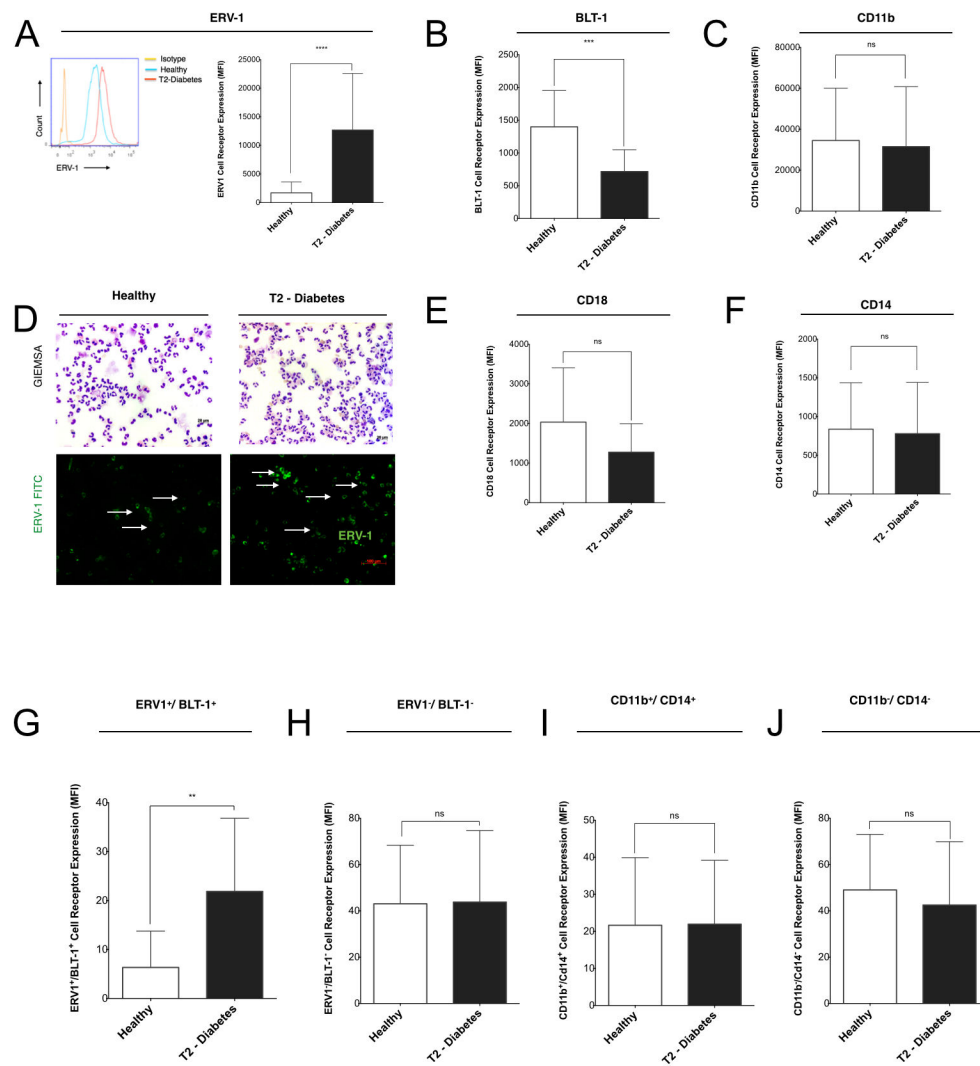 A
ERV-1
Isotype
Healthy
T2-Diabetes
Count
ERV-1
ERV1 Cell Receptor Expression (MFI)
25000
20000
15000
10000
5000
0
****
Healthy
T2 - Diabetes
B
BLT-1
BLT-1 Cell Receptor Expression (MFI)
2500
2000
1500
1000
500
0
***
Healthy
T2 - Diabetes
C
CD11b
CD11b Cell Receptor Expression (MFI)
80000
60000
40000
20000
0
ns
Healthy
T2 - Diabetes
D
Healthy
T2 - Diabetes
GIEMSA
ERV-1 FITC
ERV-1
E
CD18
CD18 Cell Receptor Expression (MFI)
4000
3000
2000
1000
0
ns
Healthy
T2 - Diabetes
F
CD14
CD14 Cell Receptor Expression (MFI)
2000
1500
1000
500
0
ns
Healthy
T2 - Diabetes
G
ERV1⁺/ BLT-1⁺
ERV1⁺/BLT-1⁺ Cell Receptor Expression (MFI)
40
30
20
10
0
**
Healthy
T2 - Diabetes
H
ERV1⁻/ BLT-1⁻
ERV1⁻/BLT-1⁻ Cell Receptor Expression (MFI)
80
60
40
20
0
ns
Healthy
T2 - Diabetes
I
CD11b⁺/ CD14⁺
CD11b⁺/Cd14⁺ Cell Receptor Expression (MFI)
50
40
30
20
10
0
ns
Healthy
T2 - Diabetes
J
CD11b⁻/ CD14⁻
CD11b⁻/Cd14⁻ Cell Receptor Expression (MFI)
80
60
40
20
0
ns
Healthy
T2 - Diabetes